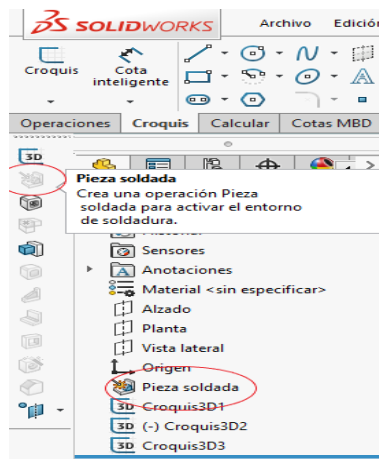 SOLIDWORKS Archivo Edició
Croquis Cota inteligente
Operaciones Croquis Calcular Cotas MBD
3D
Pieza soldada
Crea una operación Pieza
soldada para activar el entorno
de soldadura.
Sensores
A Anotaciones
Material <sin especificar>
Alzado
Planta
Vista lateral
Origen
Pieza soldada
3D Croquis3D1
3D (-) Croquis3D2
3D Croquis3D3